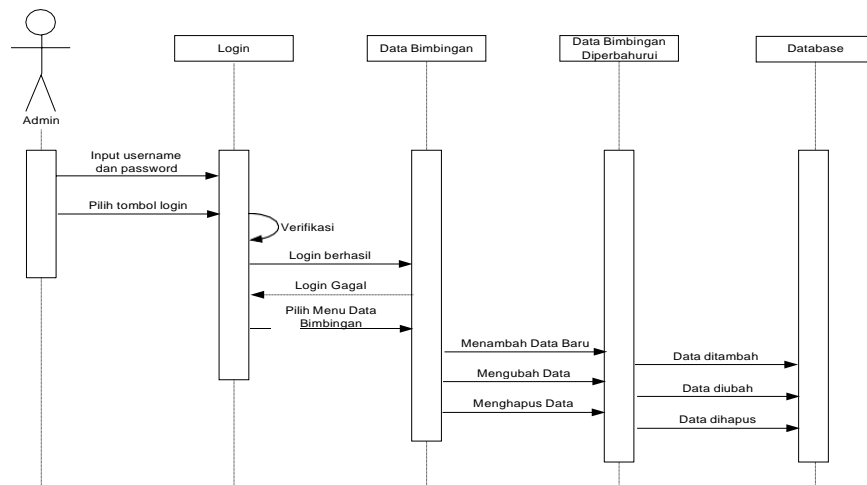 Login
Data Bimbingan
Data Bimbingan
Diperbahurui
Database
Admin
Input username
dan password
Pilih tombol login
Verifikasi
Login berhasil
Login Gagal
Pilih Menu Data
Bimbingan
Menambah Data Baru
Data ditambah
Mengubah Data
Data diubah
Menghapus Data
Data dihapus